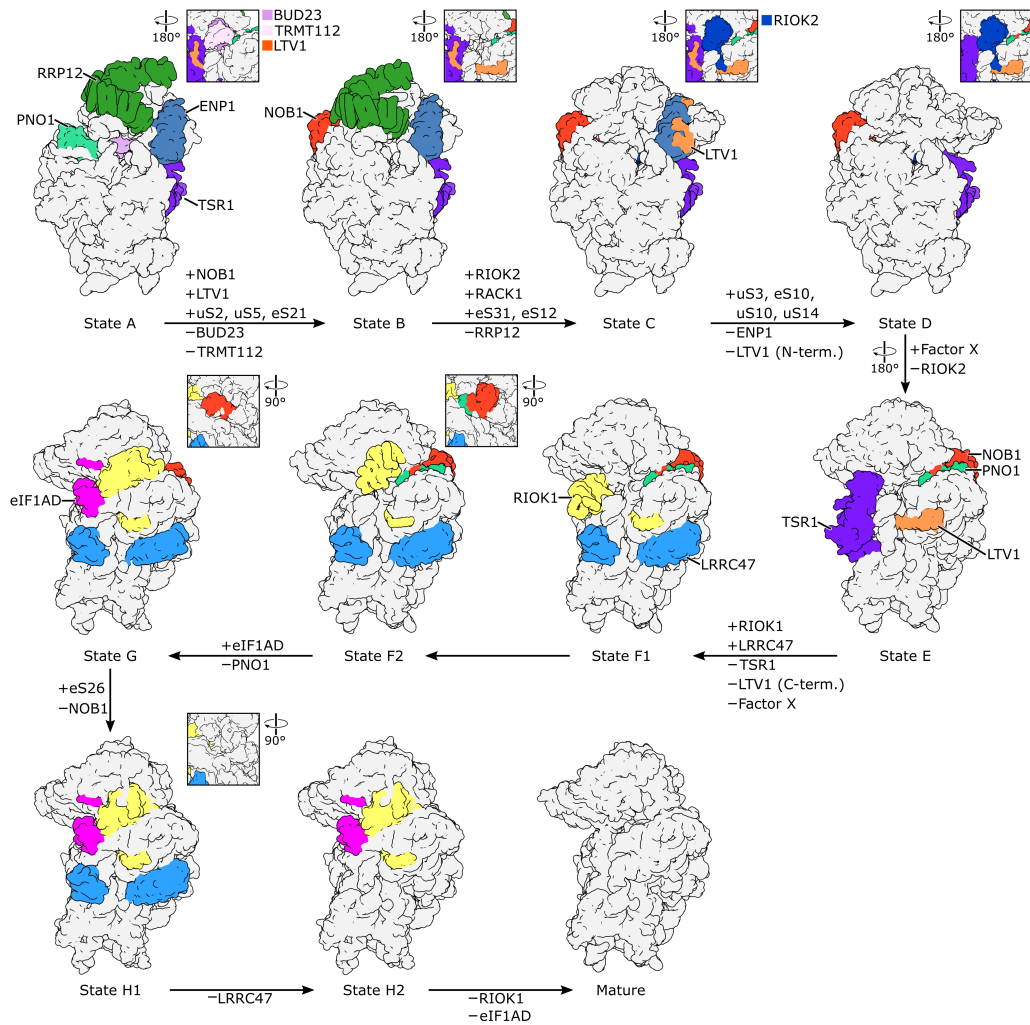 180°
BUD23
TRMT112
LTV1
180°
180°
RIOK2
180°
RRP12
ENP1
PNO1
TSR1
NOB1
LTV1
+NOB1
+LTV1
+uS2, uS5, eS21
−BUD23
−TRMT112
+RIOK2
+RACK1
+eS31, eS12
−RRP12
+uS3, eS10,
uS10, uS14
−ENP1
−LTV1 (N-term.)
State A
State B
State C
State D
180°
+Factor X
−RIOK2
90°
90°
eIF1AD
RIOK1
LRRC47
NOB1
PNO1
TSR1
LTV1
State G
+eIF1AD
−PNO1
State F2
State F1
+RIOK1
+LRRC47
−TSR1
−LTV1 (C-term.)
−Factor X
State E
+eS26
−NOB1
90°
State H1
−LRRC47
State H2
−RIOK1
−eIF1AD
Mature